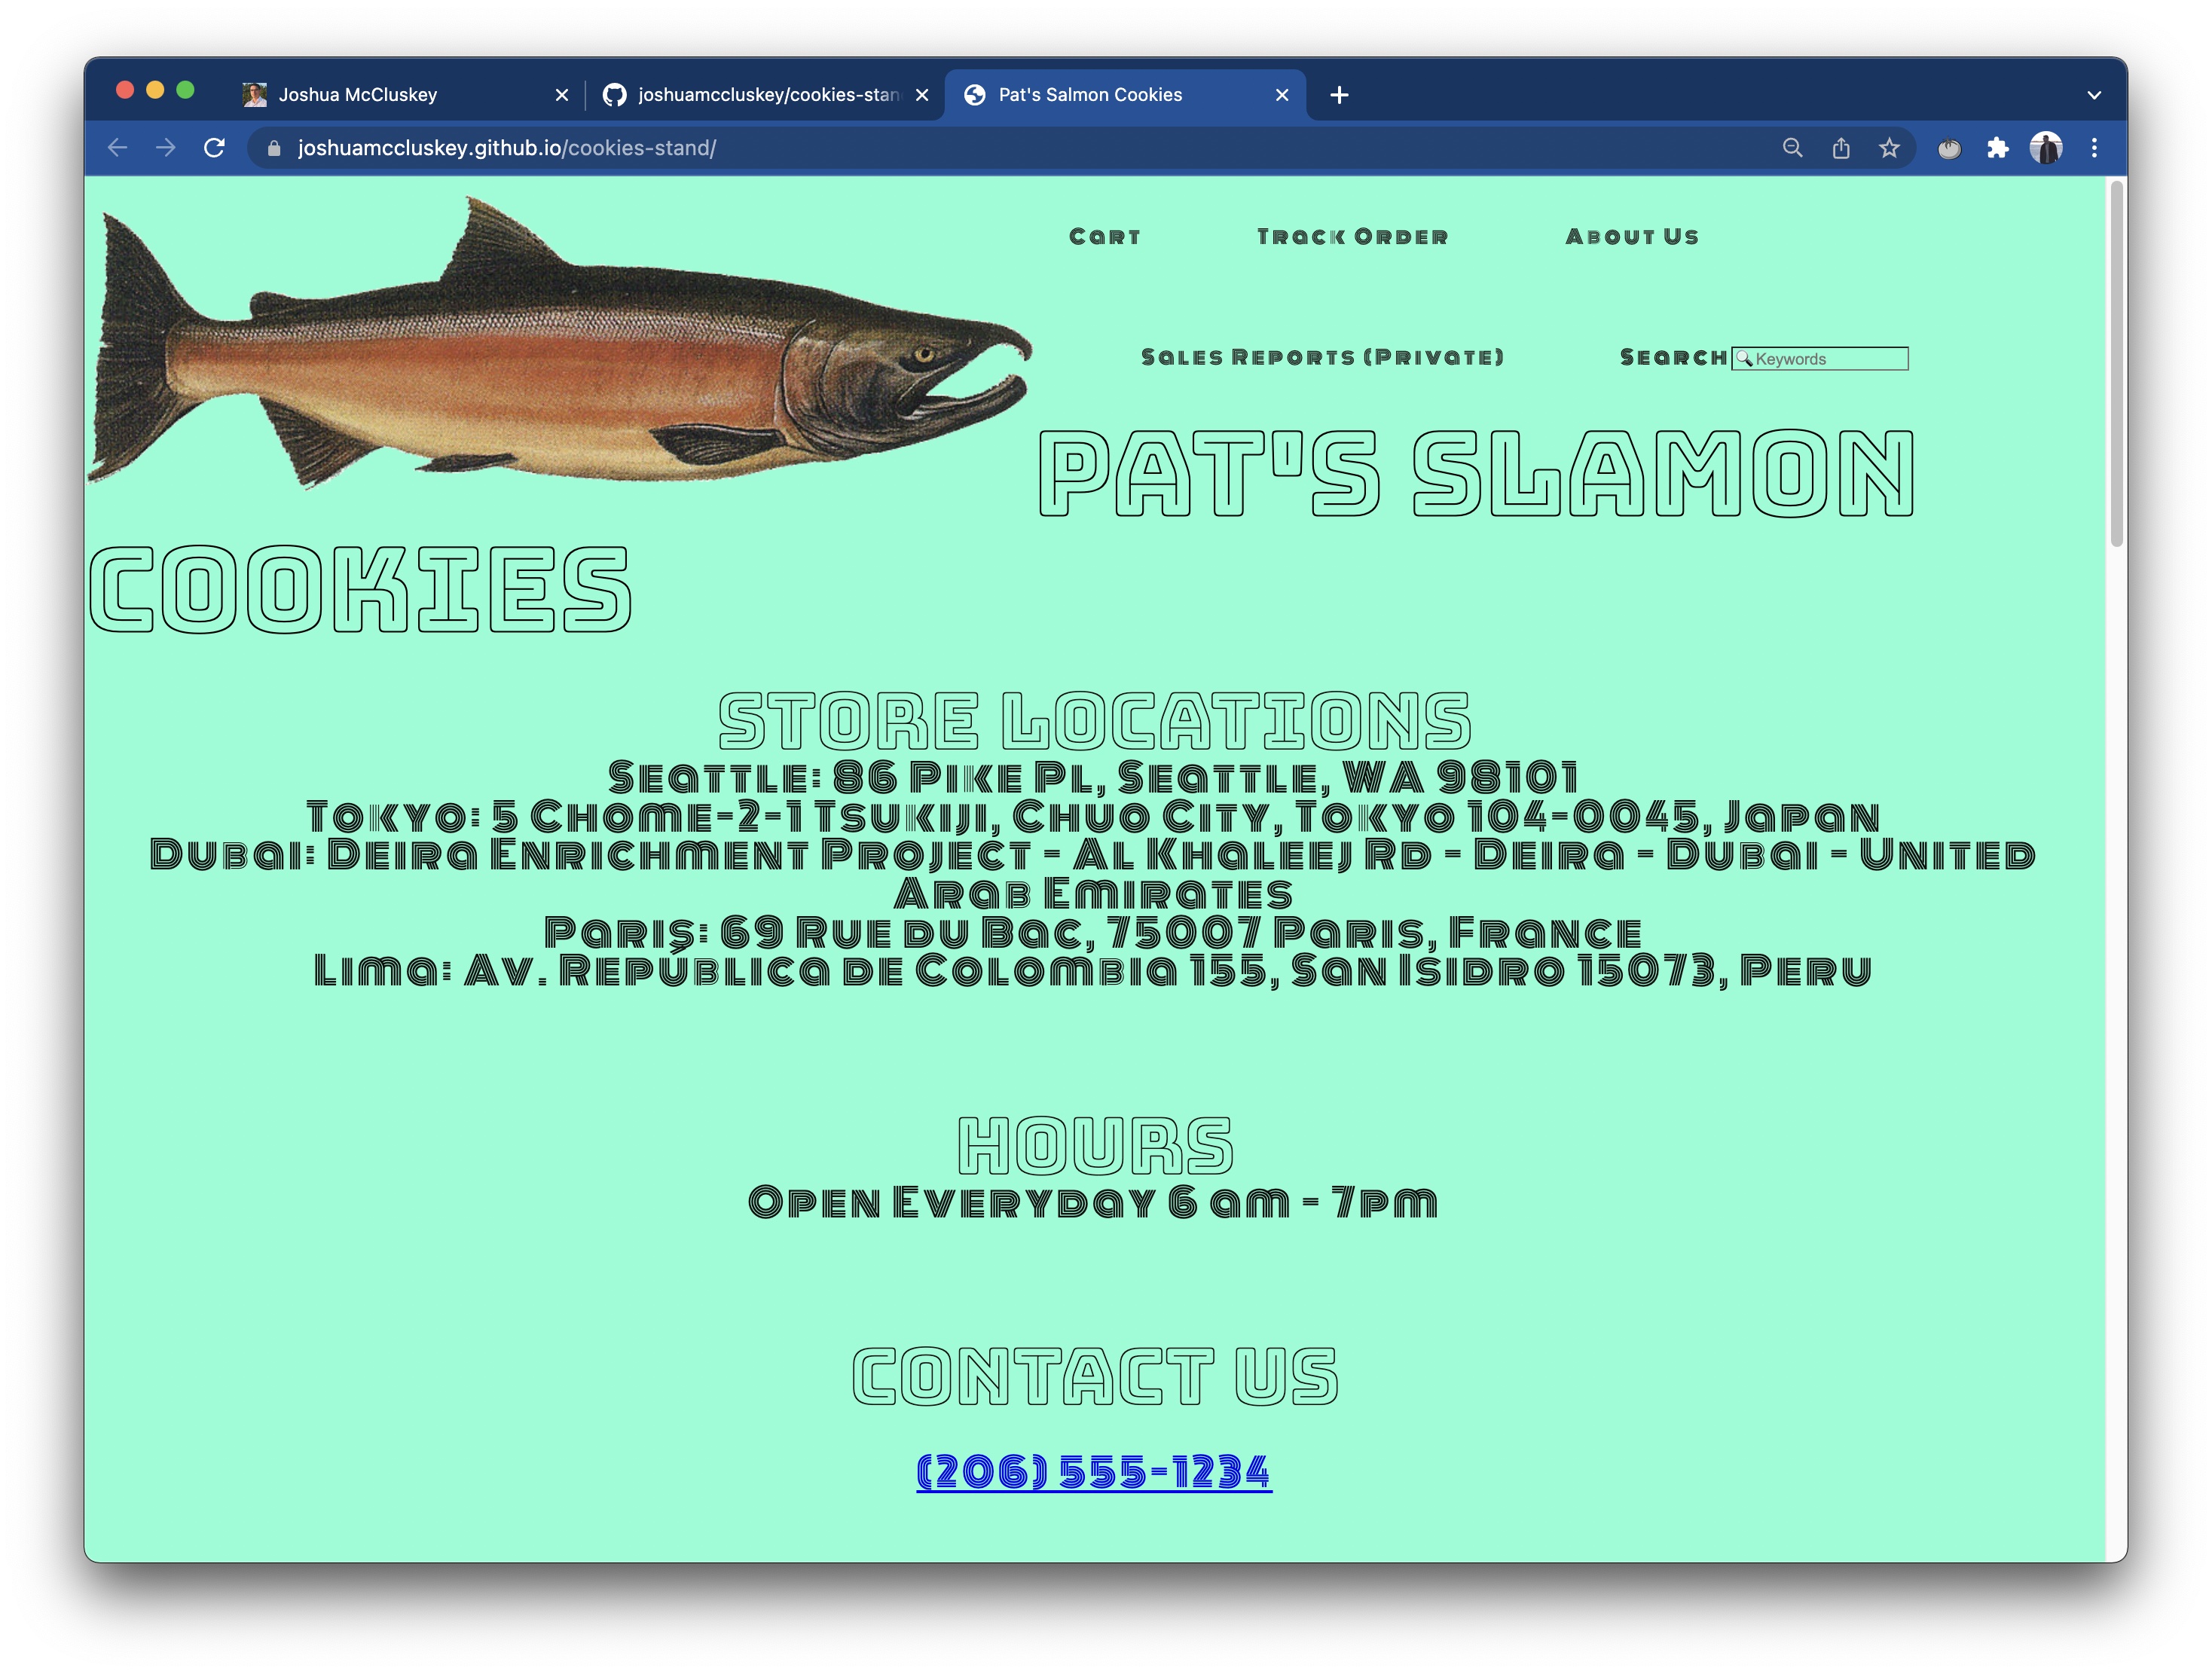 Joshua McCluskey
joshuamccluskey/cookies-stan
Pat's Salmon Cookies
joshuamccluskey.github.io/cookies-stand/
Cart Track Order About Us
Sales Reports (Private) Search Keywords
PAT'S SLAMON
COOKIES
STORE LOCATIONS
Seattle: 86 Pike Pl, Seattle, WA 98101
Tokyo: 5 Chome-2-1 Tsukiji, Chuo City, Tokyo 104-0045, Japan
Dubai: Deira Enrichment Project - Al Khaleej Rd - Deira - Dubai - United
Arab Emirates
Paris: 69 Rue du Bac, 75007 Paris, France
Lima: Av. República de Colombia 155, San Isidro 15073, Peru
HOURS
Open Everyday 6 am - 7pm
CONTACT US
(206) 555-1234